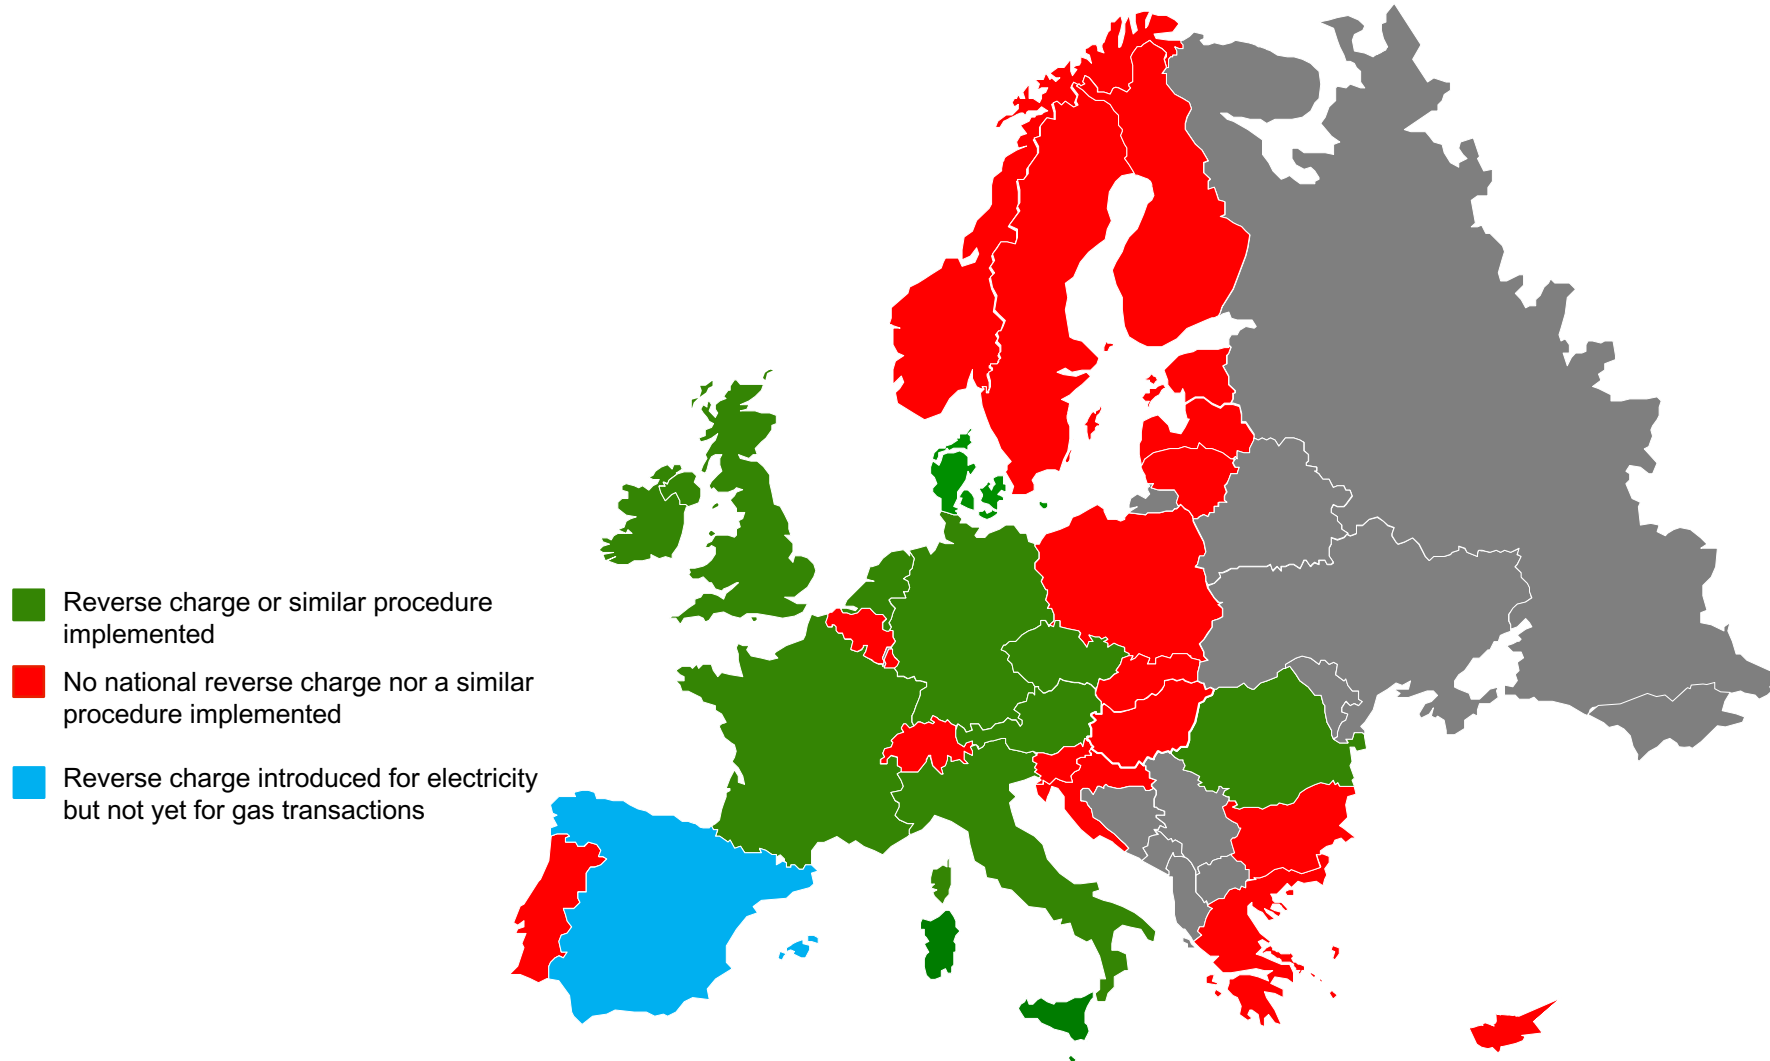 Reverse charge or similar procedure
implemented
No national reverse charge nor a similar
procedure implemented
Reverse charge introduced for electricity
but not yet for gas transactions